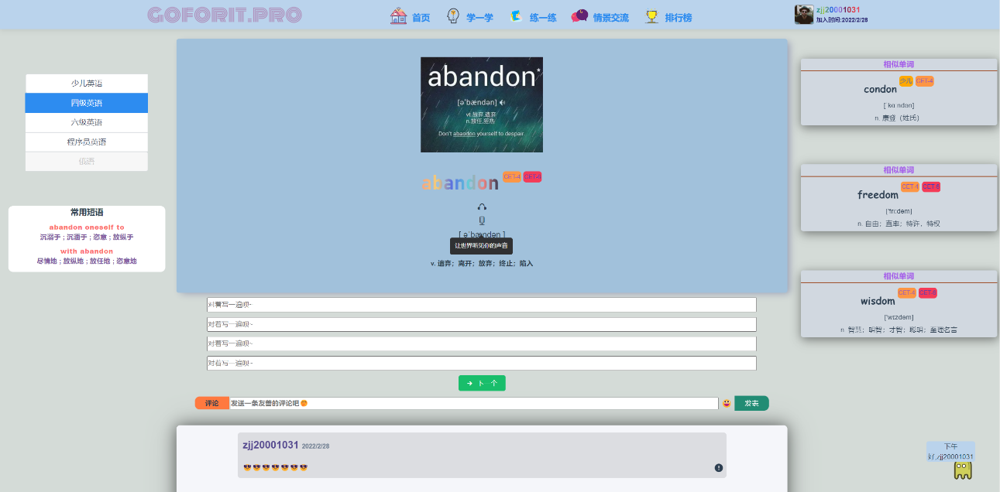 GOFORIT.PRO
首页
学一学
练一练
情景交流
排行榜
zjj20001031
加入时间:2022/2/28
少儿英语
四级英语
六级英语
程序员英语
俄语
常用短语
abandon oneself to
沉溺于；沉湎于；恣意；放纵于
with abandon
尽情地；放纵地；放任地；恣意地
abandon
[ə'bændən]
vt.放弃,遗弃
n.放任,狂热
Don't abandon yourself to despair.
abandon CET-4 CET-6
[ ə'bændən ]
让世界听见你的声音
v. 遗弃；离开；放弃；终止；陷入
对着写一遍呗~
对着写一遍呗~
对着写一遍呗~
对着写一遍呗~
下一个
评论 发送一条友善的评论吧 发表
zjj20001031 2022/2/28
相似单词
condon 少儿 CET-4
[ˈkɑndən]
n. 康登（姓氏）
相似单词
freedom CET-4 CET-6
[ˈfriːdəm]
n. 自由；直率；特许、特权
相似单词
wisdom CET-4 CET-6
[ˈwɪzdəm]
n. 智慧；明智；才智；聪明；至理名言
下午
好,zjj20001031